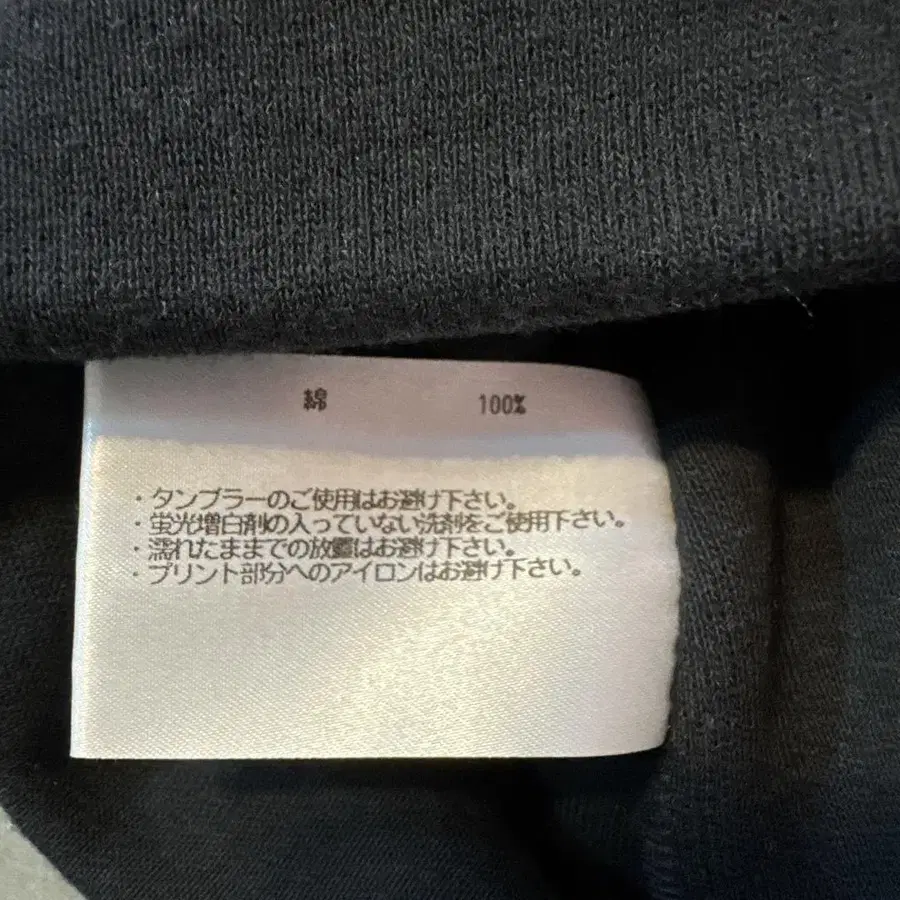 綿 100%
・タンブラーのご使用はお避け下さい。
・蛍光増白剤の入っていない洗剤をご使用下さい。
・濡れたままでの放置はお避け下さい。
・プリント部分へのアイロンはお避け下さい。